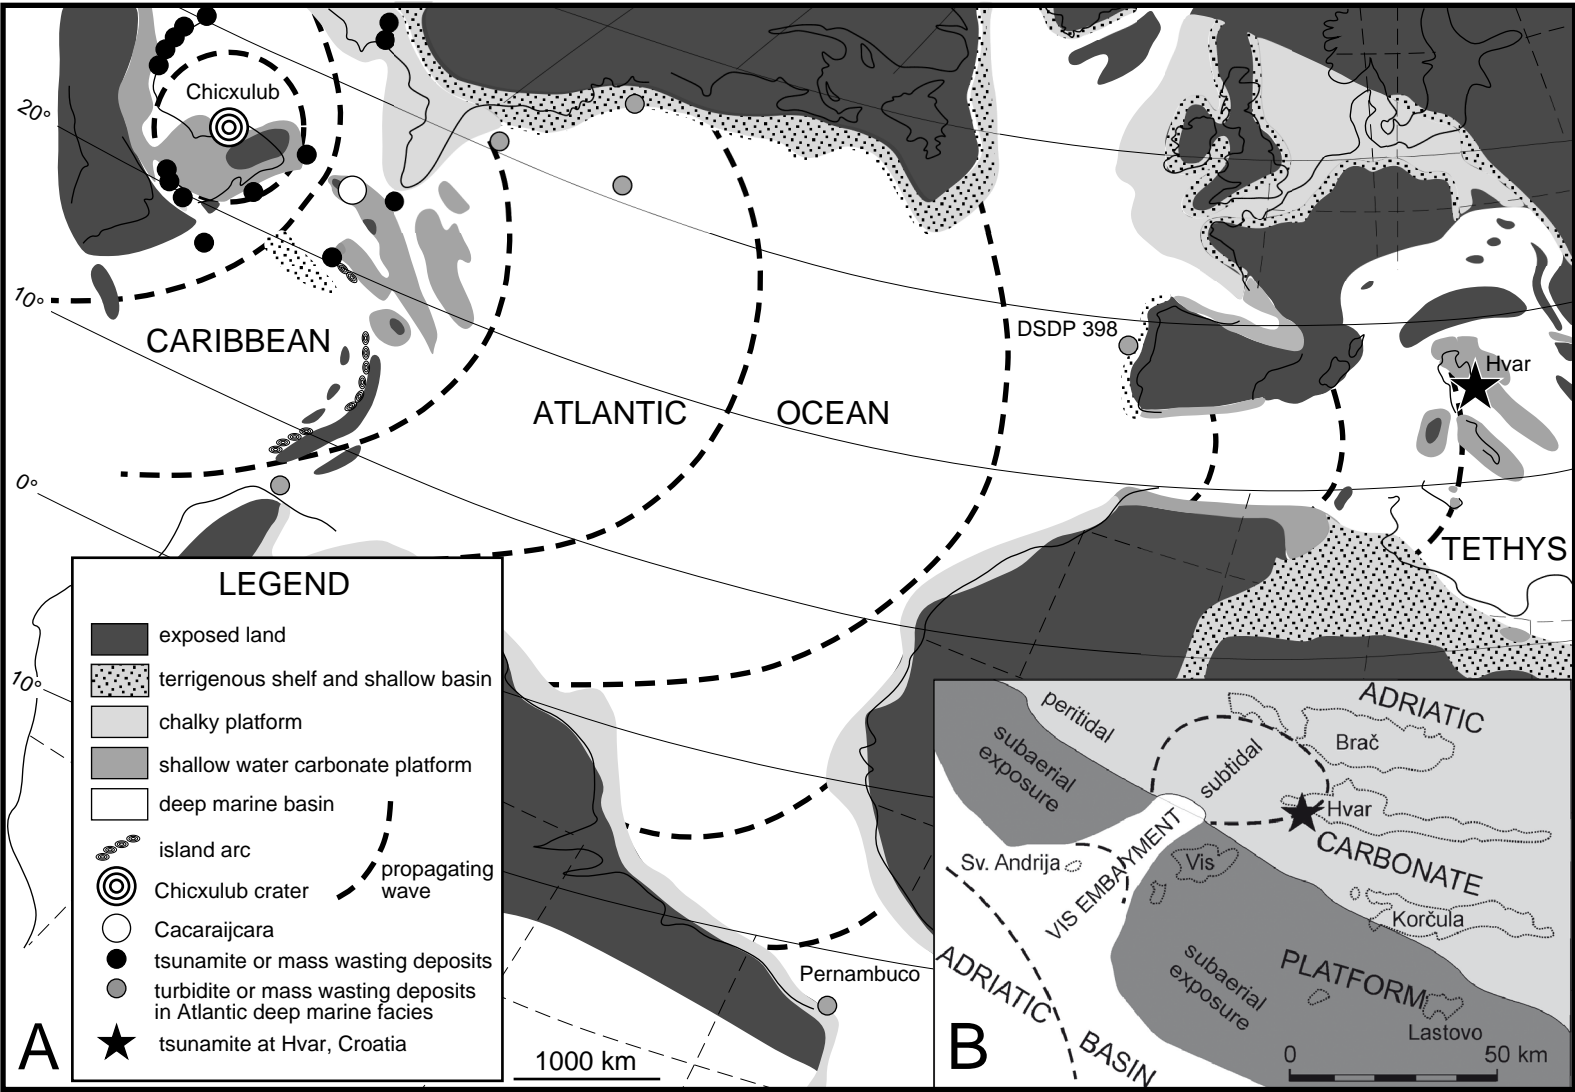 Chicxulub
20°
10°
CARIBBEAN
ATLANTIC OCEAN
DSDP 398
Hvar
0°
TETHYS
10°
Pernambuco
LEGEND
exposed land
terrigenous shelf and shallow basin
chalky platform
shallow water carbonate platform
deep marine basin
island arc
propagating
wave
Chicxulub crater
Cacaraijcara
tsunamite or mass wasting deposits
turbidite or mass wasting deposits
in Atlantic deep marine facies
tsunamite at Hvar, Croatia
A
1000 km
peritidal
ADRIATIC
subaerial
exposure
subtidal
Brač
Hvar
CARBONATE
Sv. Andrija
VIS EMBAYMENT
Vis
Korčula
ADRIATIC
BASIN
subaerial
exposure
PLATFORM
Lastovo
B
0 50 km